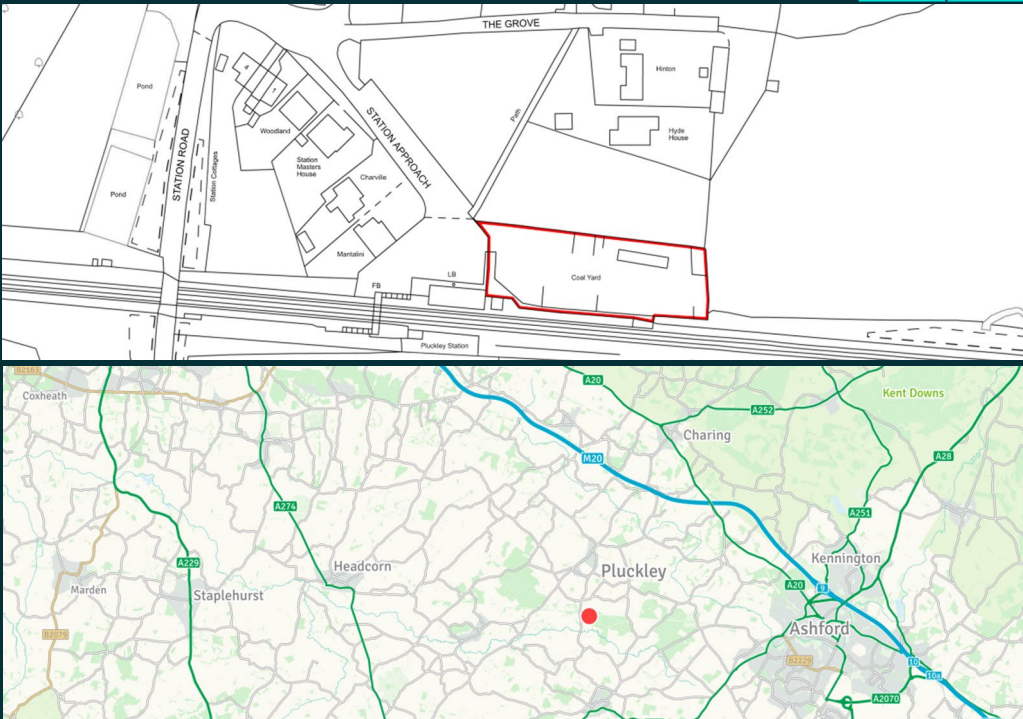 THE GROVE
Pond
4
1
Hinton
Path
STATION ROAD
Station Cottages
Woodland
STATION APPROACH
Hyde
House
Station
Masters
House
Charville
Pond
Mantalini
LB
FB
Coal Yard
Pluckley Station
B2163
Coxheath
A20
A252
Kent Downs
Charing
M20
A28
A274
A251
A229
Headcorn
Kennington
Pluckley
Marden
Staplehurst
A20
9
Ashford
B2079
B2229
10
10a
A2070